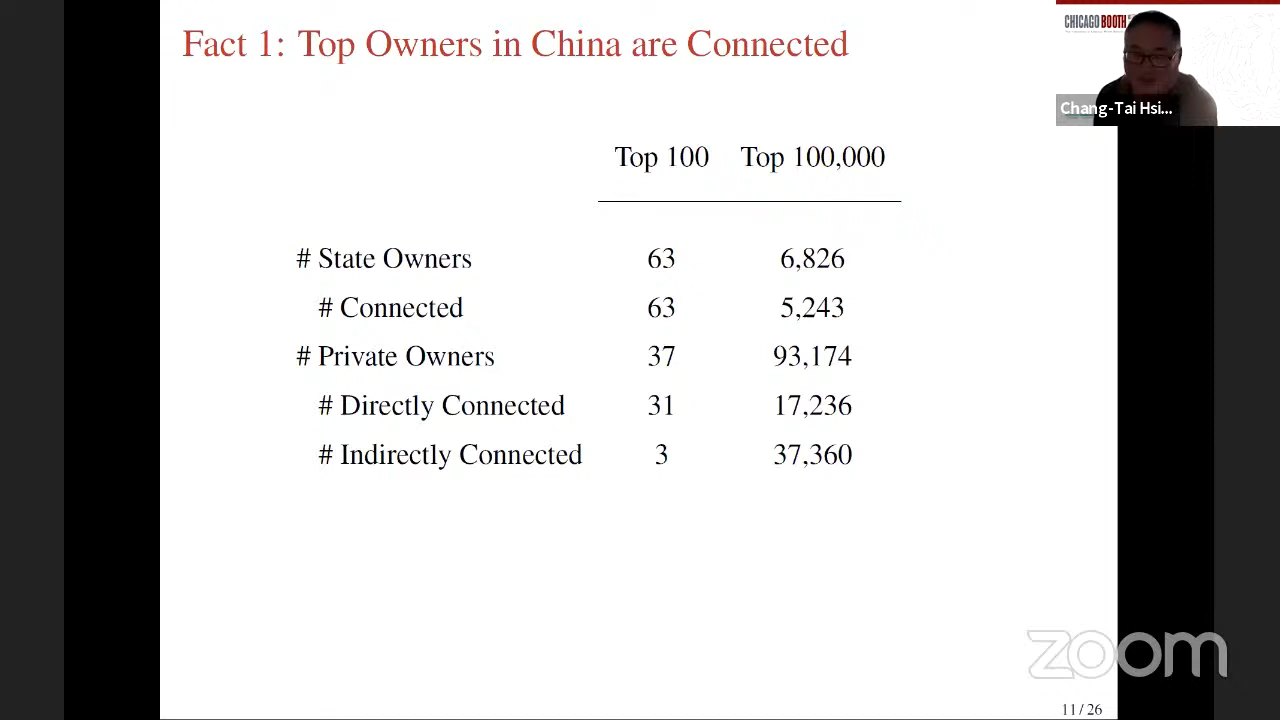 Fact 1: Top Owners in China are Connected
CHICAGO BOOTH
Chang-Tai Hsi...
Top 100 Top 100,000
# State Owners 63 6,826
# Connected 63 5,243
# Private Owners 37 93,174
# Directly Connected 31 17,236
# Indirectly Connected 3 37,360
zoom
11 / 26